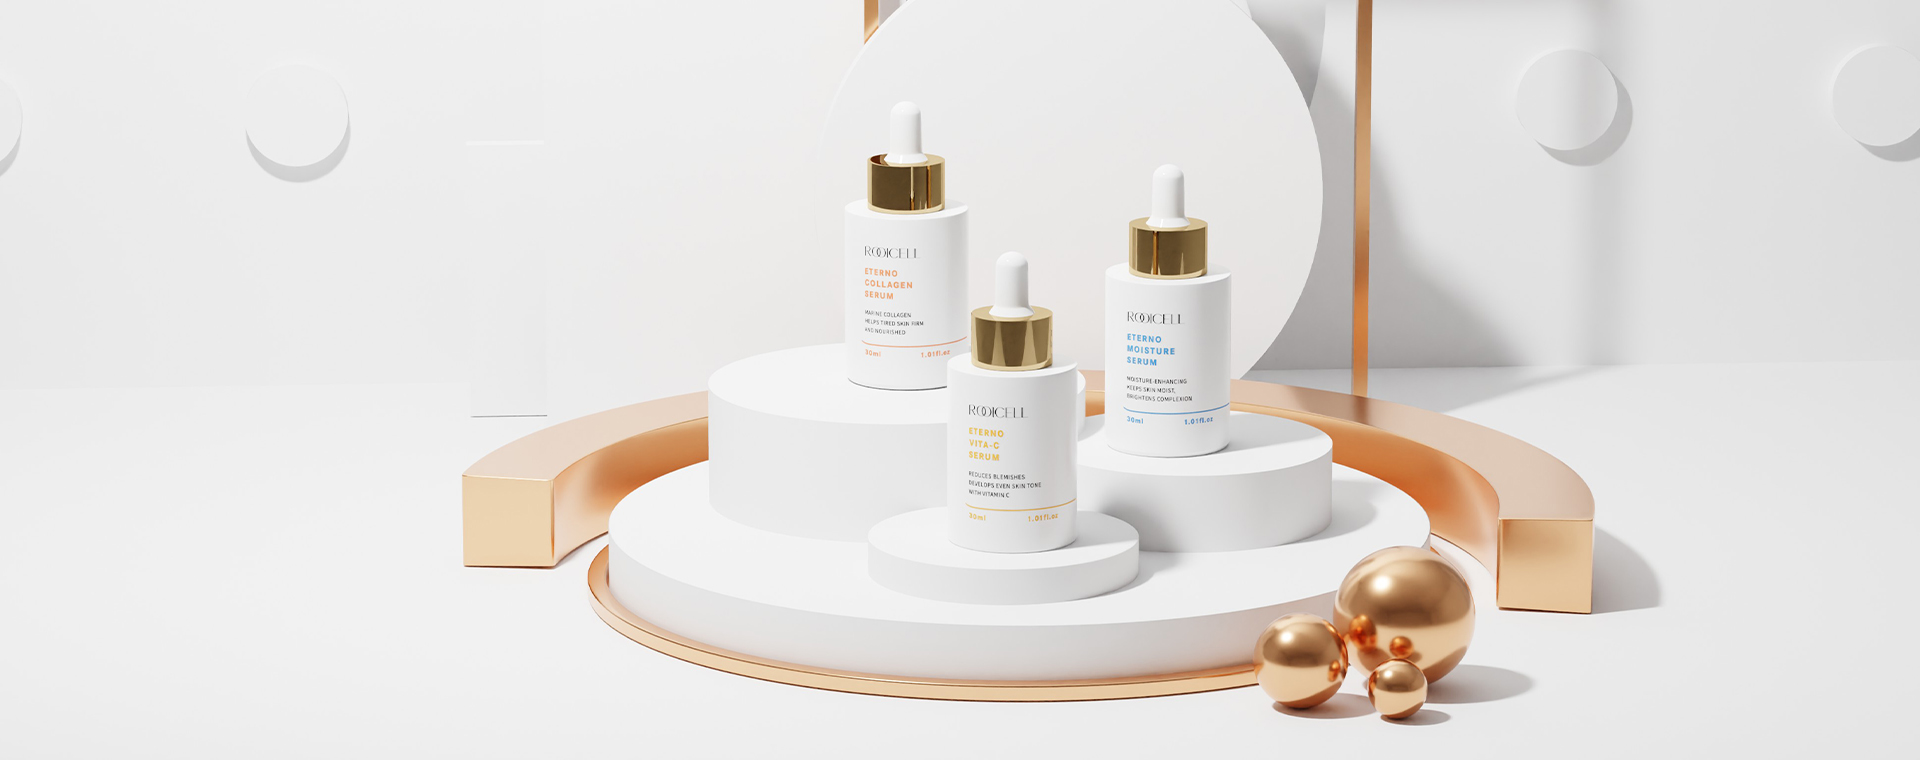 ROOICELL
ETERNO
COLLAGEN
SERUM
MARINE COLLAGEN
HELPS TIRED SKIN FIRM
AND NOURISHED
30ml 1.01fl.oz
ROOICELL
ETERNO
VITA-C
SERUM
REDUCES BLEMISHES
DEVELOPS EVEN SKIN TONE
WITH VITAMIN C
30ml 1.01fl.oz
ROOICELL
ETERNO
MOISTURE
SERUM
MOISTURE-ENHANCING
KEEPS SKIN MOIST,
BRIGHTENS COMPLEXION
30ml 1.01fl.oz